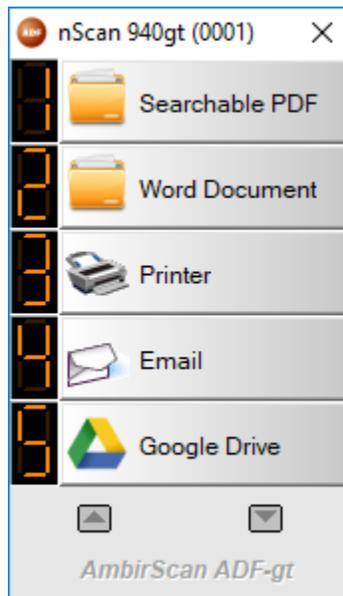 ADF nScan 940gt (0001)
1 Searchable PDF
2 Word Document
3 Printer
4 Email
5 Google Drive
AmbirScan ADF-gt